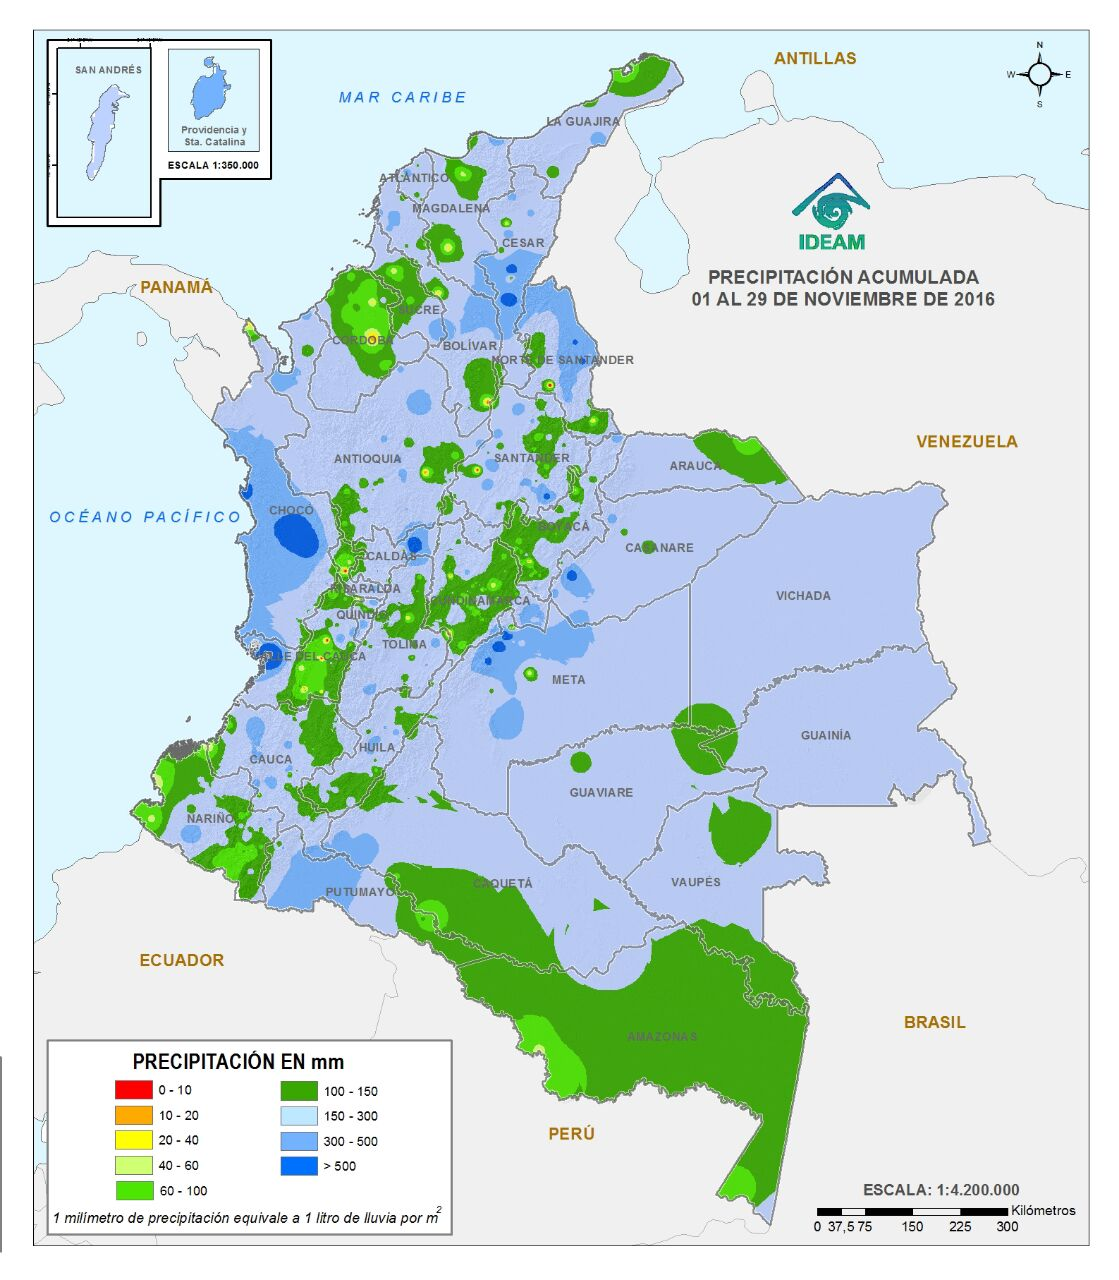 SAN ANDRÉS
Providencia y
Sta. Catalina
ESCALA 1:350.000
MAR CARIBE
ANTILLAS
N
W
E
S
LA GUAJIRA
ATLÁNTICO
MAGDALENA
CESAR
IDEAM
PRECIPITACIÓN ACUMULADA
01 AL 29 DE NOVIEMBRE DE 2016
PANAMÁ
SUCRE
CÓRDOBA
BOLÍVAR
NORTE DE SANTANDER
VENEZUELA
ANTIOQUIA
SANTANDER
ARAUCA
OCÉANO PACÍFICO
CHOCÓ
BOYACÁ
CALDAS
CASANARE
RISARALDA
CUNDINAMARCA
VICHADA
QUINDÍO
TOLIMA
VALLE DEL CAUCA
META
GUAINÍA
HUILA
CAUCA
GUAVIARE
NARIÑO
CAQUETÁ
VAUPÉS
PUTUMAYO
ECUADOR
BRASIL
AMAZONAS
PERÚ
PRECIPITACIÓN EN mm
0 - 10
10 - 20
20 - 40
40 - 60
60 - 100
100 - 150
150 - 300
300 - 500
> 500
1 milímetro de precipitación equivale a 1 litro de lluvia por m2
ESCALA: 1:4.200.000
Kilómetros
0 37,5 75 150 225 300